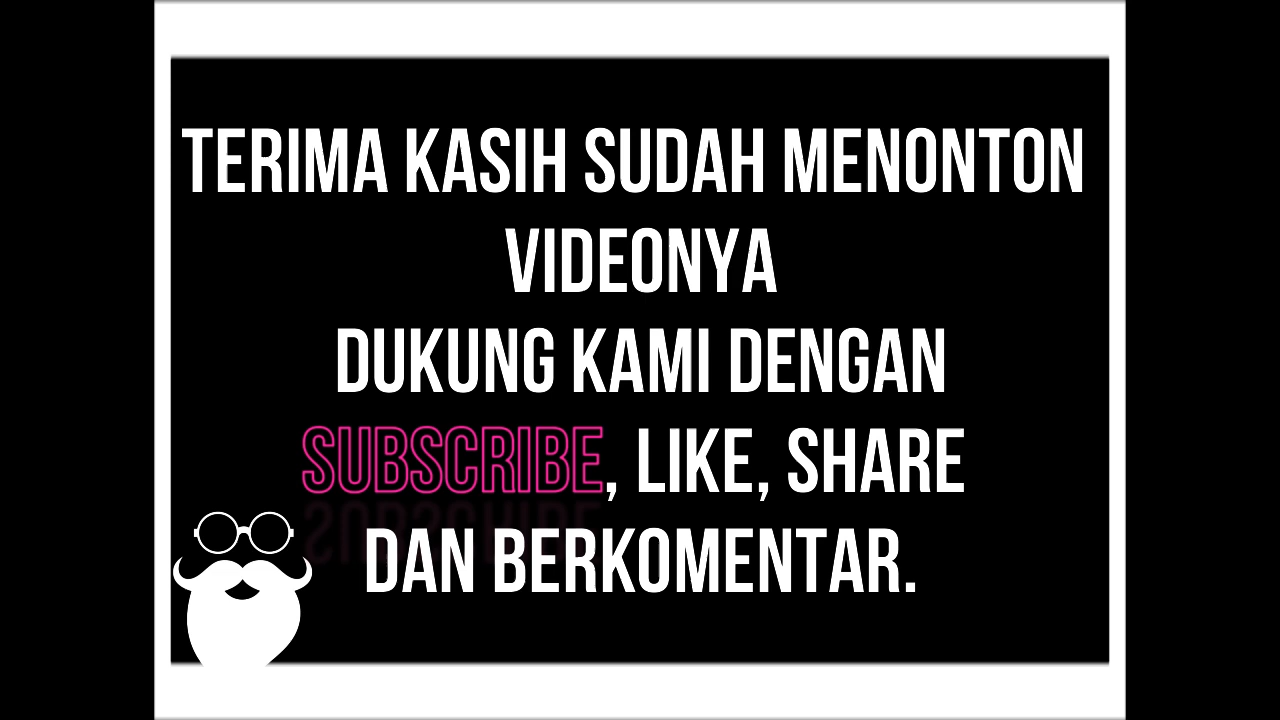 TERIMA KASIH SUDAH MENONTON
VIDEONYA
DUKUNG KAMI DENGAN
SUBSCRIBE, LIKE, SHARE
DAN BERKOMENTAR.